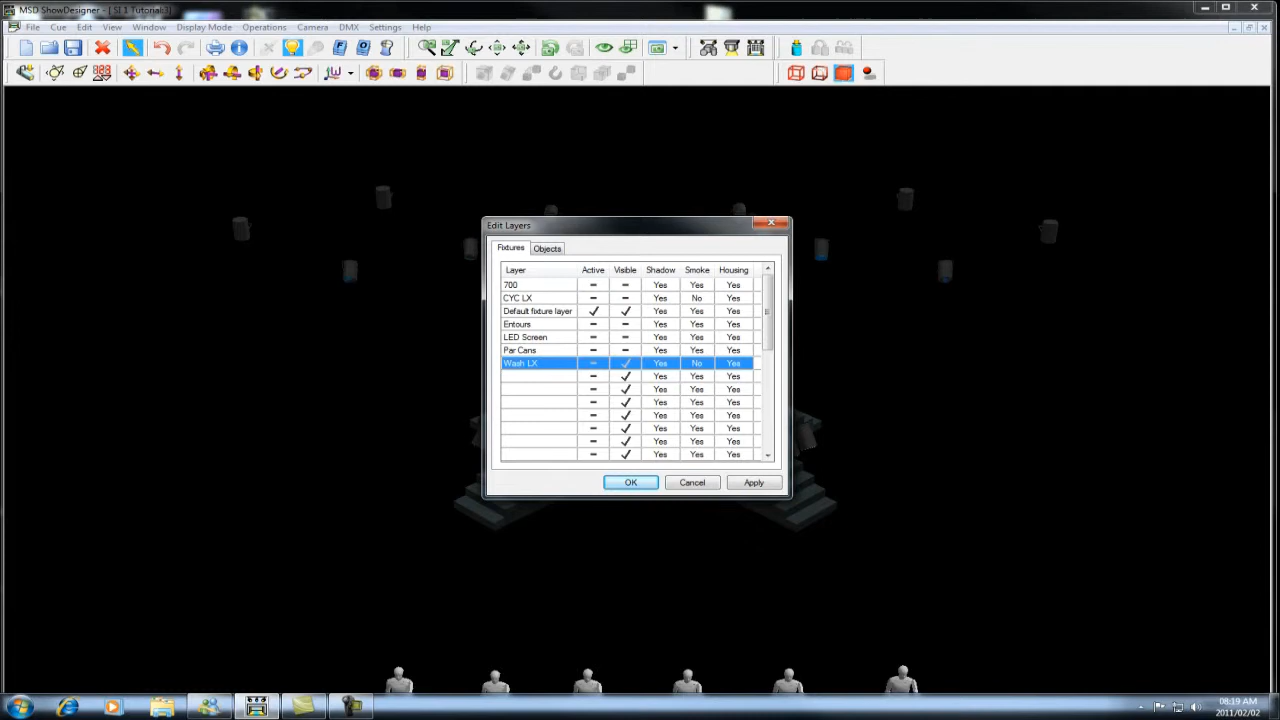 MSD ShowDesigner - [ SI 1 Tutorial3]
File Cue Edit View Window Display Mode Operations Camera DMX Settings Help
Edit Layers
Fixtures Objects
Layer Active Visible Shadow Smoke Housing
700 Yes Yes Yes
CYC LX Yes No Yes
Default fixture layer Yes Yes Yes
Entours Yes Yes Yes
LED Screen Yes Yes Yes
Par Cans Yes Yes Yes
Wash LX Yes No Yes
Yes Yes Yes
Yes Yes Yes
Yes Yes Yes
Yes Yes Yes
Yes Yes Yes
Yes Yes Yes
Yes Yes Yes
OK Cancel Apply
08:19 AM
2011/02/02